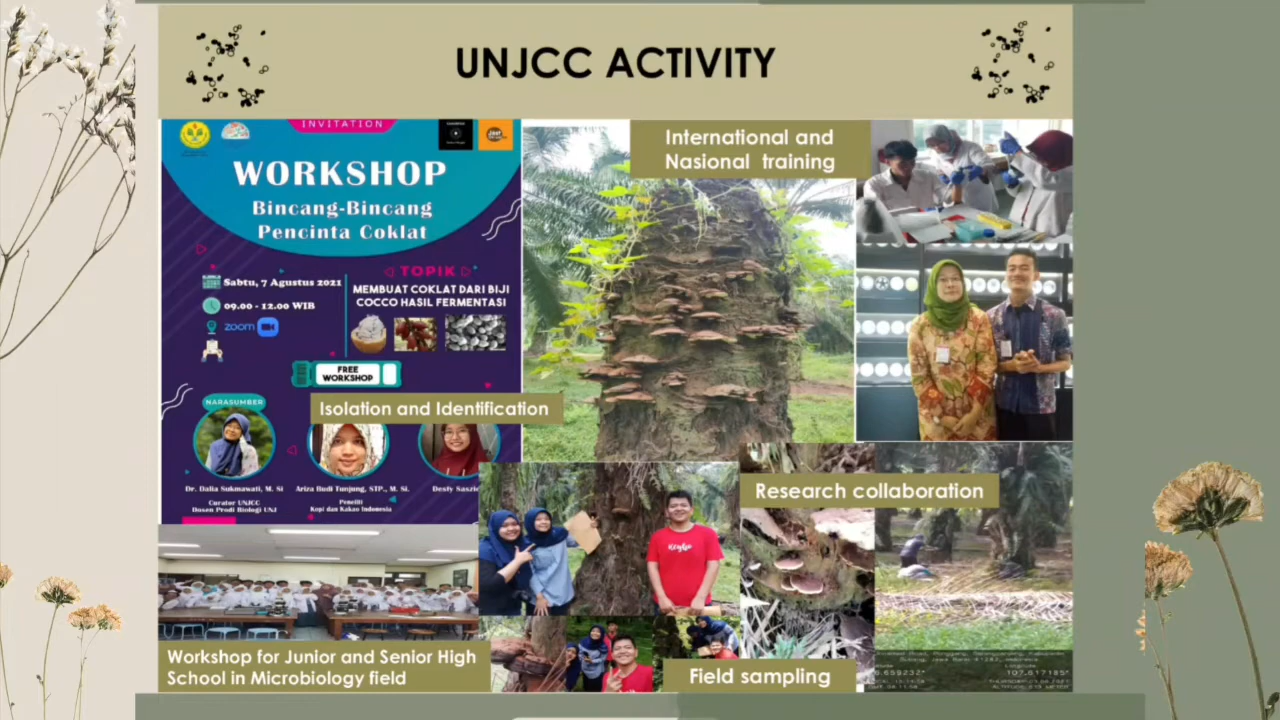 UNJCC ACTIVITY
INVITATION
WORKSHOP
Bincang-Bincang
Pencinta Coklat
Sabtu, 7 Agustus 2021
09.00 - 12.00 WIB
zoom
TOPIK
MEMBUAT COKLAT DARI BIJI
COCCO HASIL FERMENTASI
FREE
WORKSHOP
NARASUMBER
Dr. Dalia Sukmawati, M. Si
Curator UNJCC
Dosen Prodi Biologi UNJ
Ariza Budi Tunjung, STP., M. Si.
Peneliti
Kopi dan Kakao Indonesia
Desty
International and
Nasional training
Isolation and Identification
Research collaboration
Workshop for Junior and Senior High
School in Microbiology field
Field sampling
107.617185°